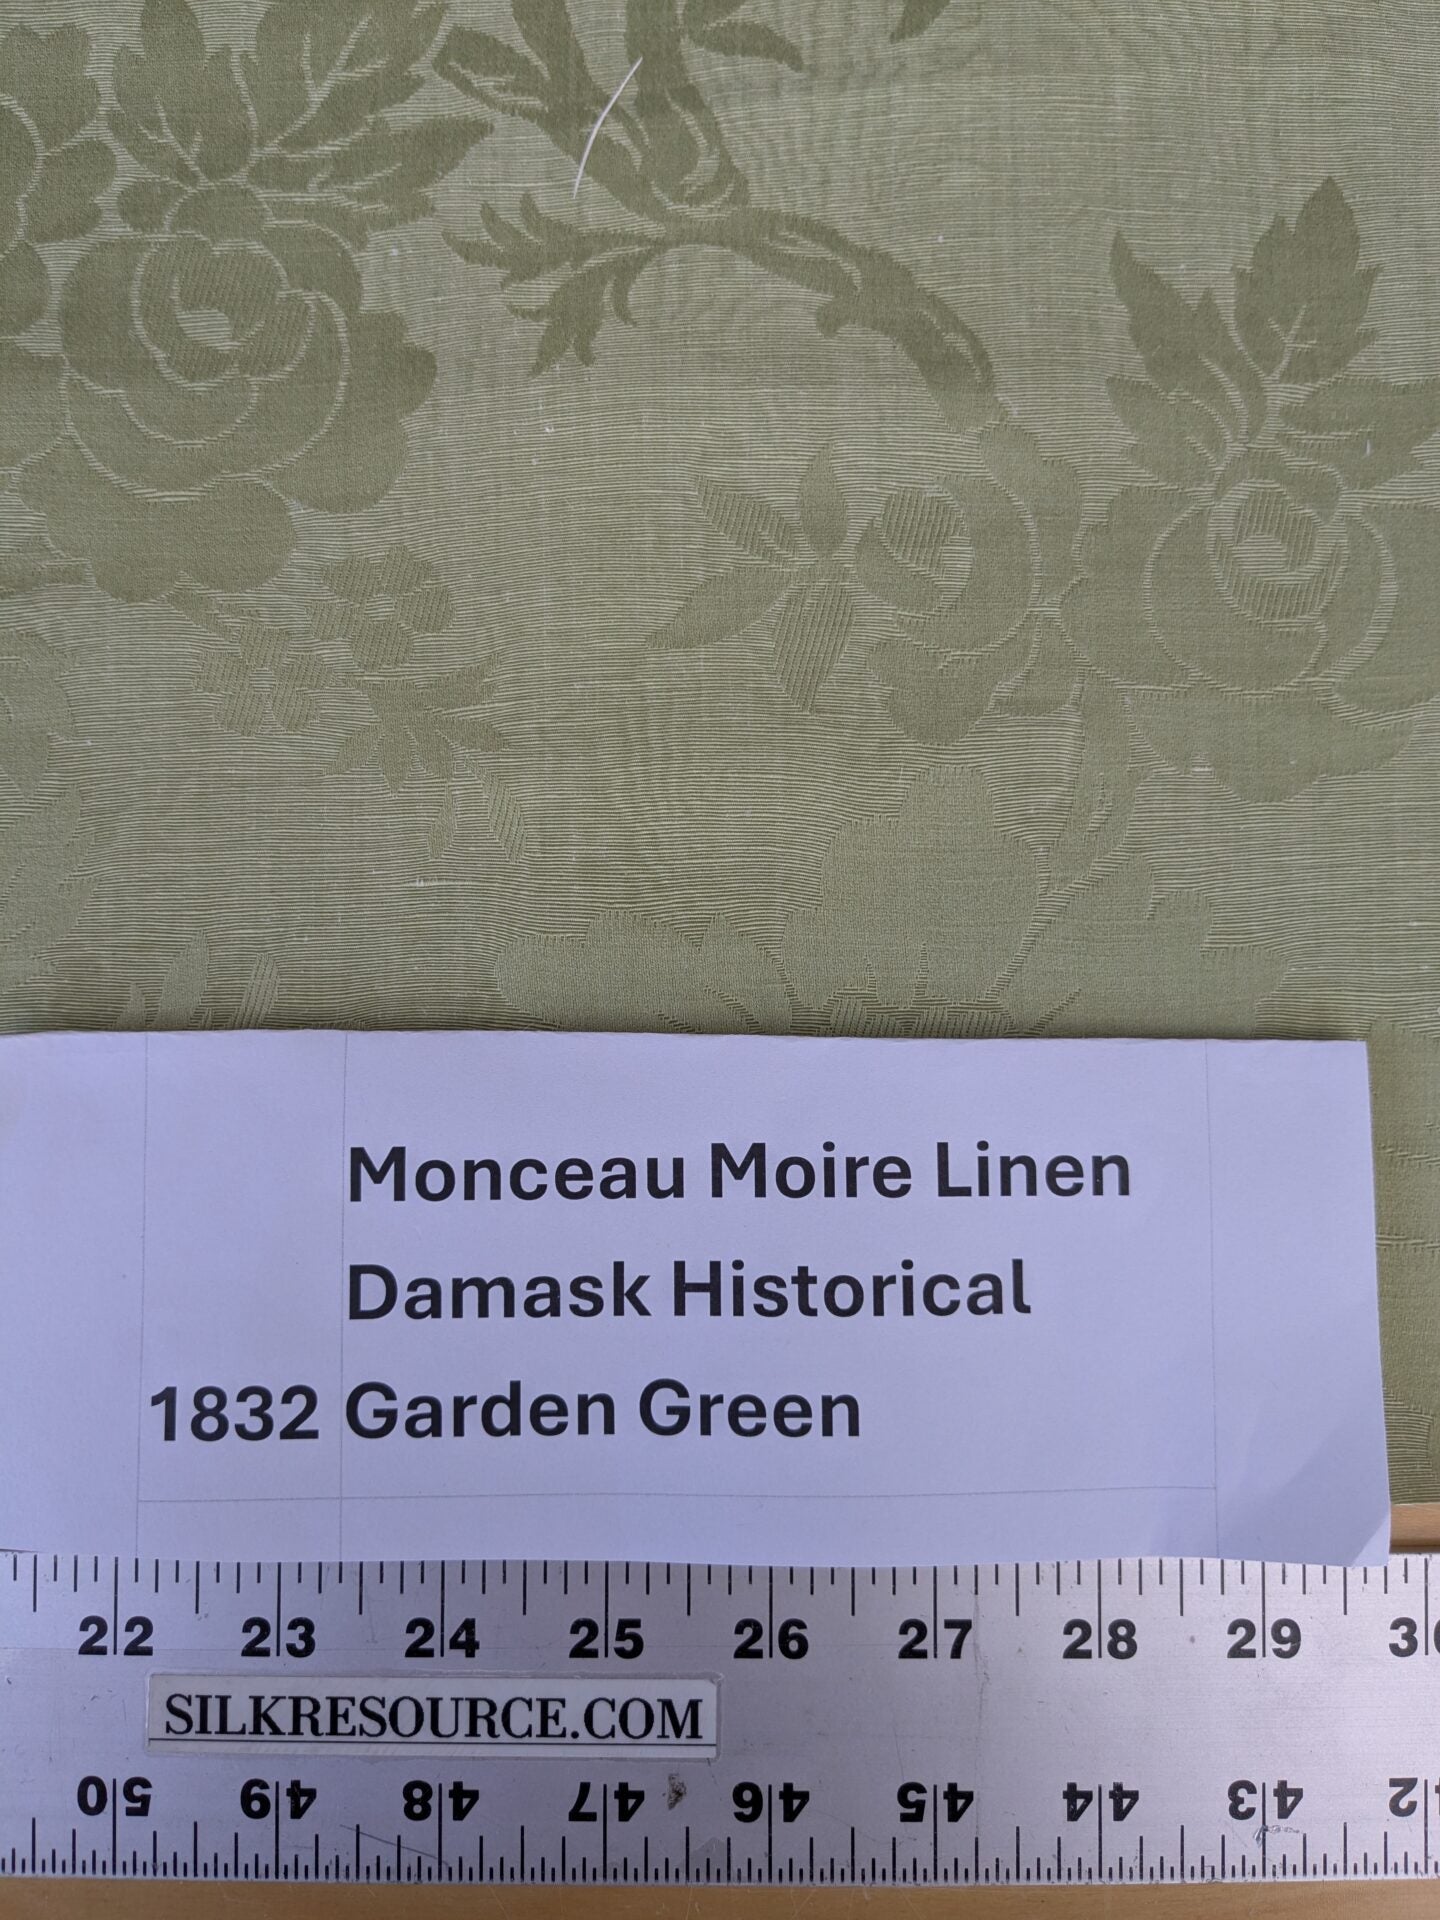 Monceau Moire Linen
Damask Historical
1832 Garden Green
22 23 24 25 26 27 28 29
SILKRESOURCE.COM
50 49 48 47 46 45 44 43